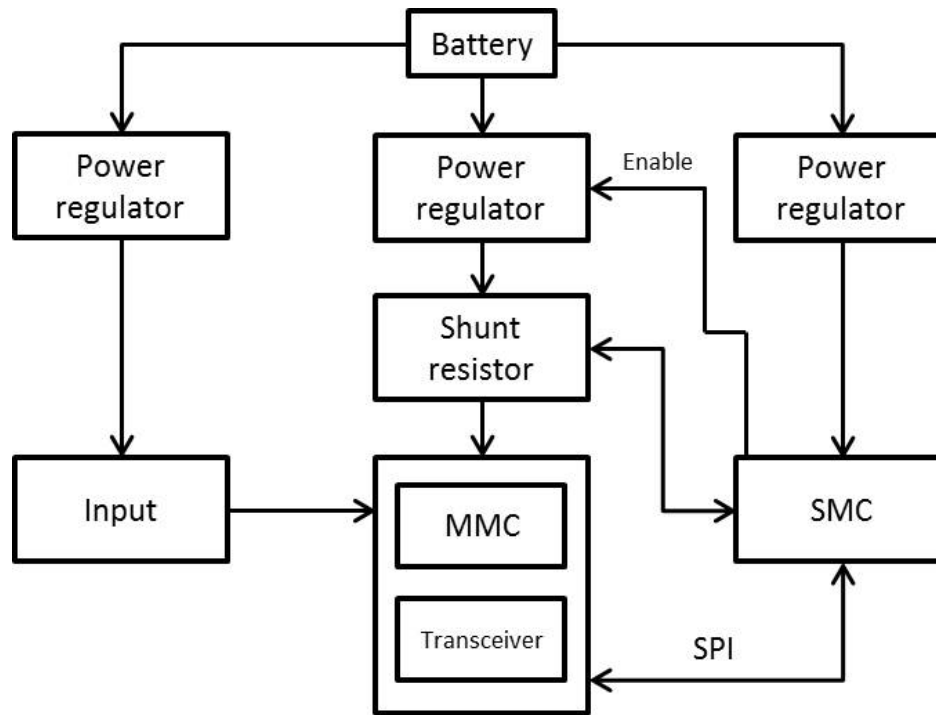 Battery
Power
regulator
Power
regulator
Enable
Power
regulator
Shunt
resistor
Input
MMC
SMC
Transceiver
SPI